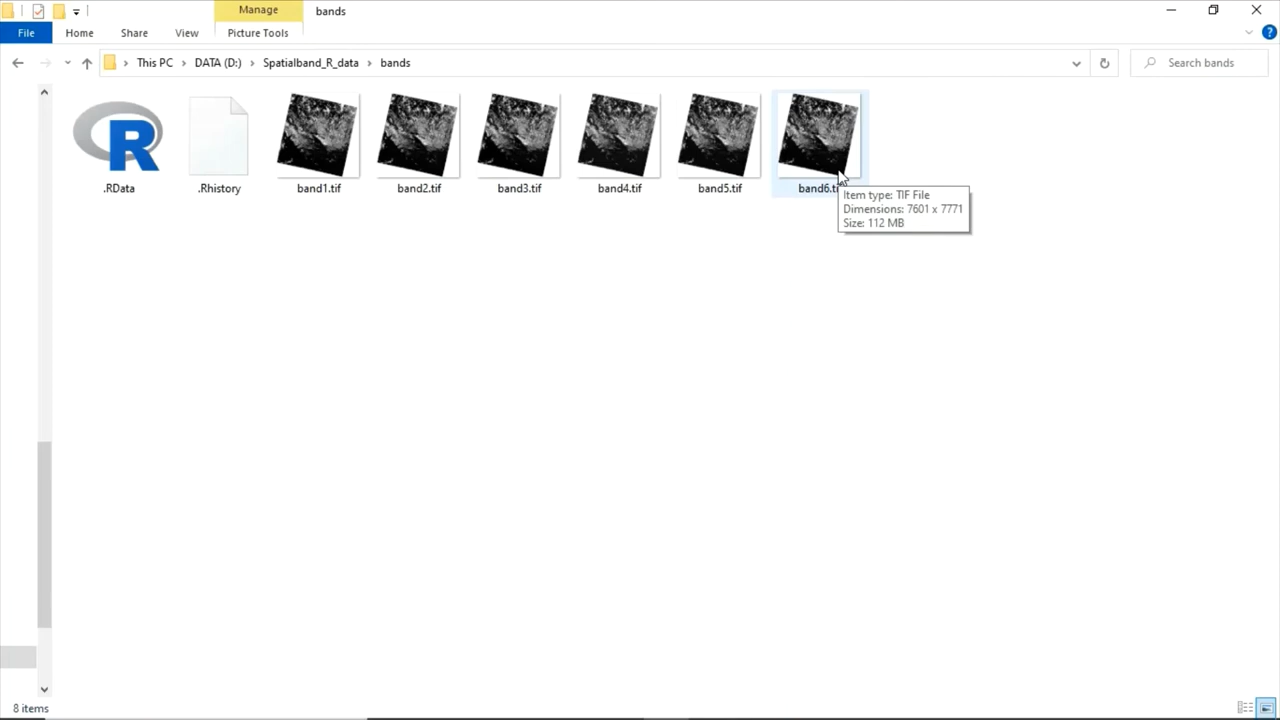 Manage
bands
File
Home
Share
View
Picture Tools
?
This PC > DATA (D:) > Spatialband_R_data > bands
Search bands
R
.RData
.Rhistory
band1.tif
band2.tif
band3.tif
band4.tif
band5.tif
band6.ti
Item type: TIF File
Dimensions: 7601 x 7771
Size: 112 MB
8 items